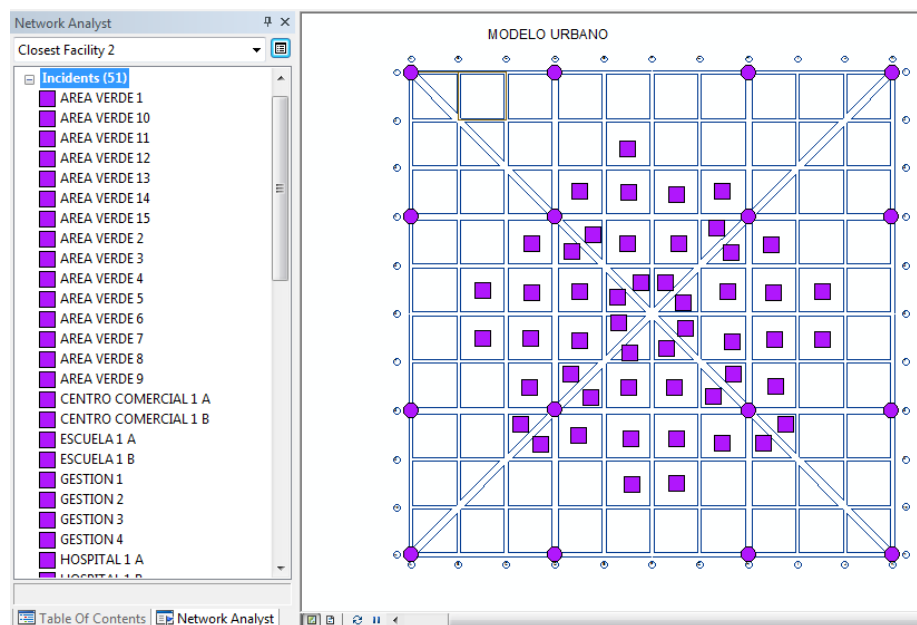 Network Analyst
Closest Facility 2
Incidents (51)
AREA VERDE 1
AREA VERDE 10
AREA VERDE 11
AREA VERDE 12
AREA VERDE 13
AREA VERDE 14
AREA VERDE 15
AREA VERDE 2
AREA VERDE 3
AREA VERDE 4
AREA VERDE 5
AREA VERDE 6
AREA VERDE 7
AREA VERDE 8
AREA VERDE 9
CENTRO COMERCIAL 1 A
CENTRO COMERCIAL 1 B
ESCUELA 1 A
ESCUELA 1 B
GESTION 1
GESTION 2
GESTION 3
GESTION 4
HOSPITAL 1 A
HOSPITAL 1 B
Table Of Contents
Network Analyst
MODELO URBANO